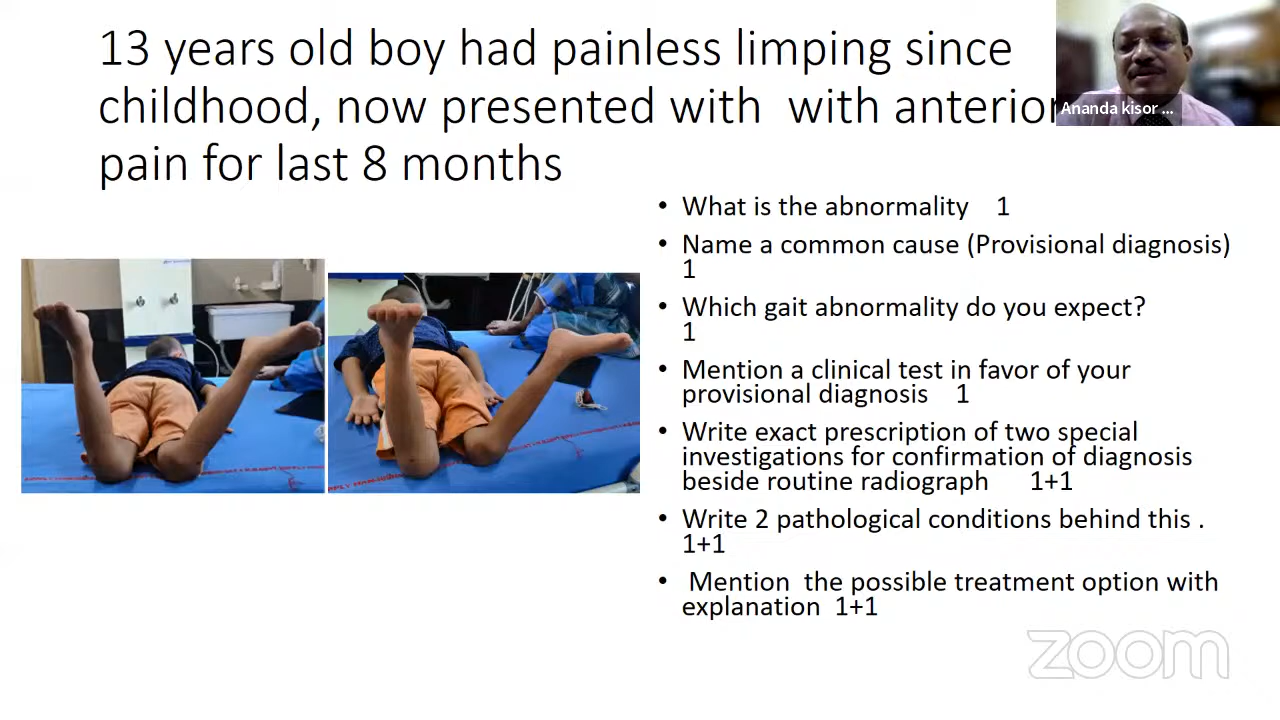 13 years old boy had painless limping since
childhood, now presented with with anterior
pain for last 8 months
Ananda kisor ...
• What is the abnormality 1
• Name a common cause (Provisional diagnosis)
1
• Which gait abnormality do you expect?
1
• Mention a clinical test in favor of your
provisional diagnosis 1
• Write exact prescription of two special
investigations for confirmation of diagnosis
beside routine radiograph 1+1
• Write 2 pathological conditions behind this .
1+1
• Mention the possible treatment option with
explanation 1+1
zoom